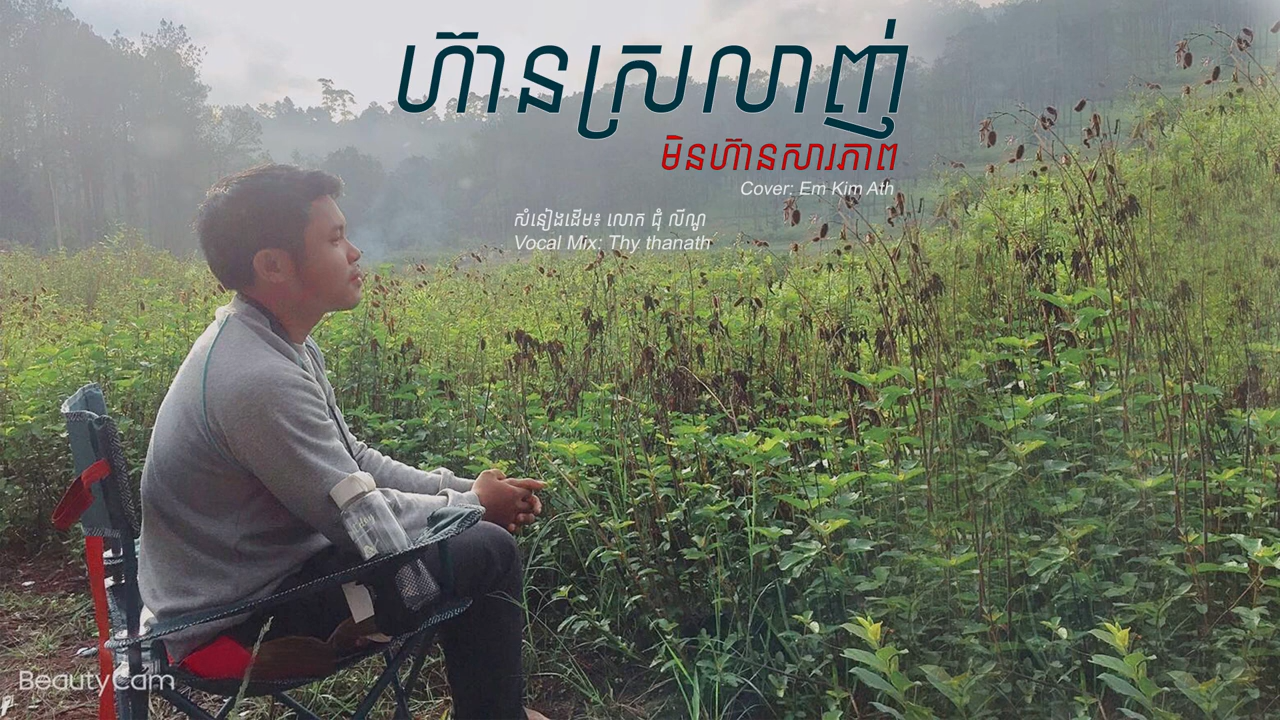 ហ៊ានស្រលាញ់
មិនហ៊ានសារភាព
Cover: Em Kim Ath
សំនៀងដើម៖ លោក ជុំ លីណូ
Vocal Mix: Thy thanath
BeautyCam